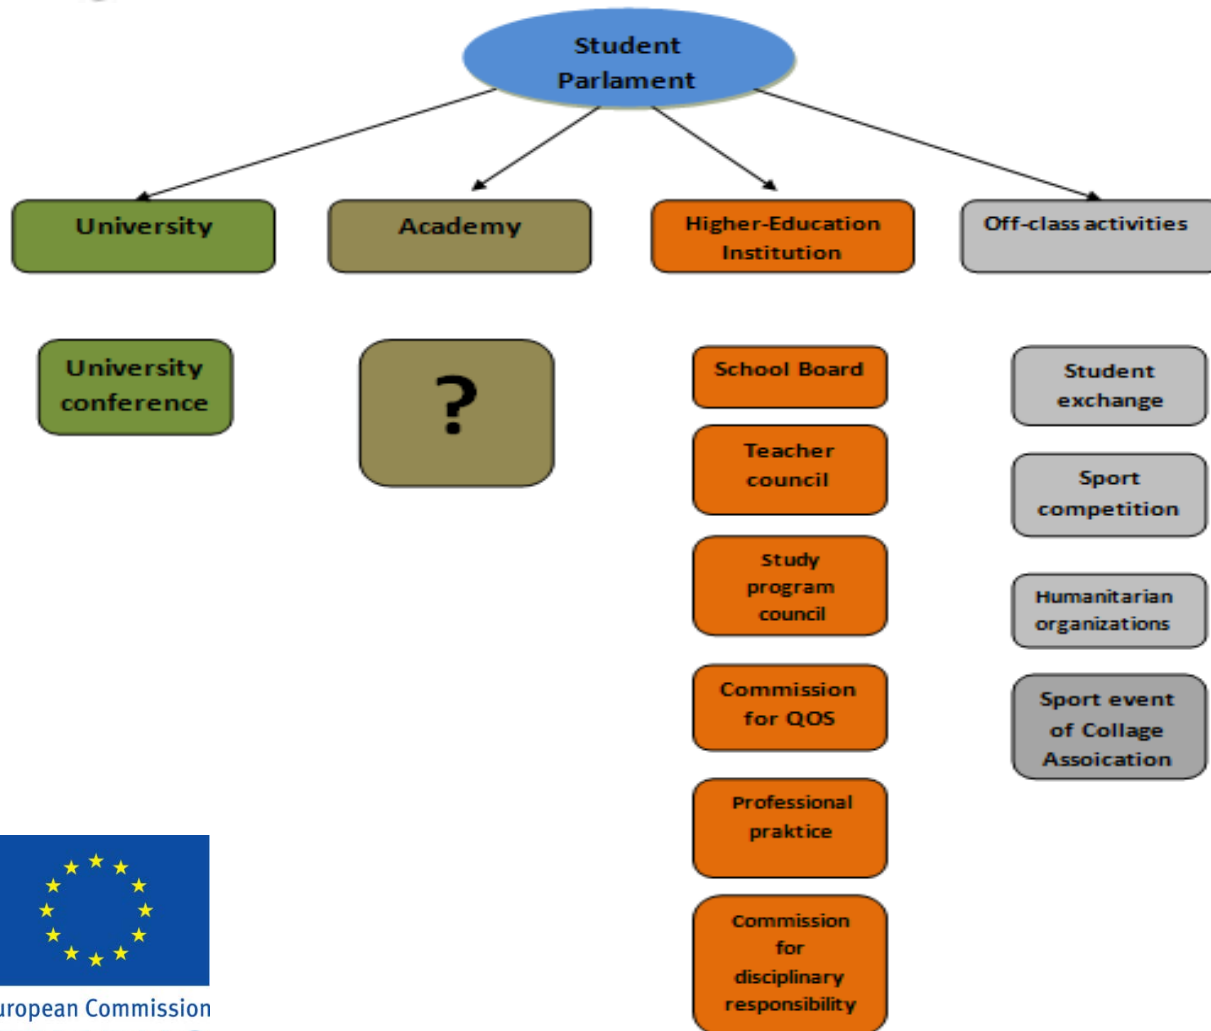 Student
Parlament
University
Academy
Higher-Education
Institution
Off-class activities
University
conference
?
School Board
Teacher
council
Study
program
council
Commission
for QOS
Professional
praktice
Commission
for
disciplinary
responsibility
Student
exchange
Sport
competition
Humanitarian
organizations
Sport event
of Collage
Assoication
uropean Commission